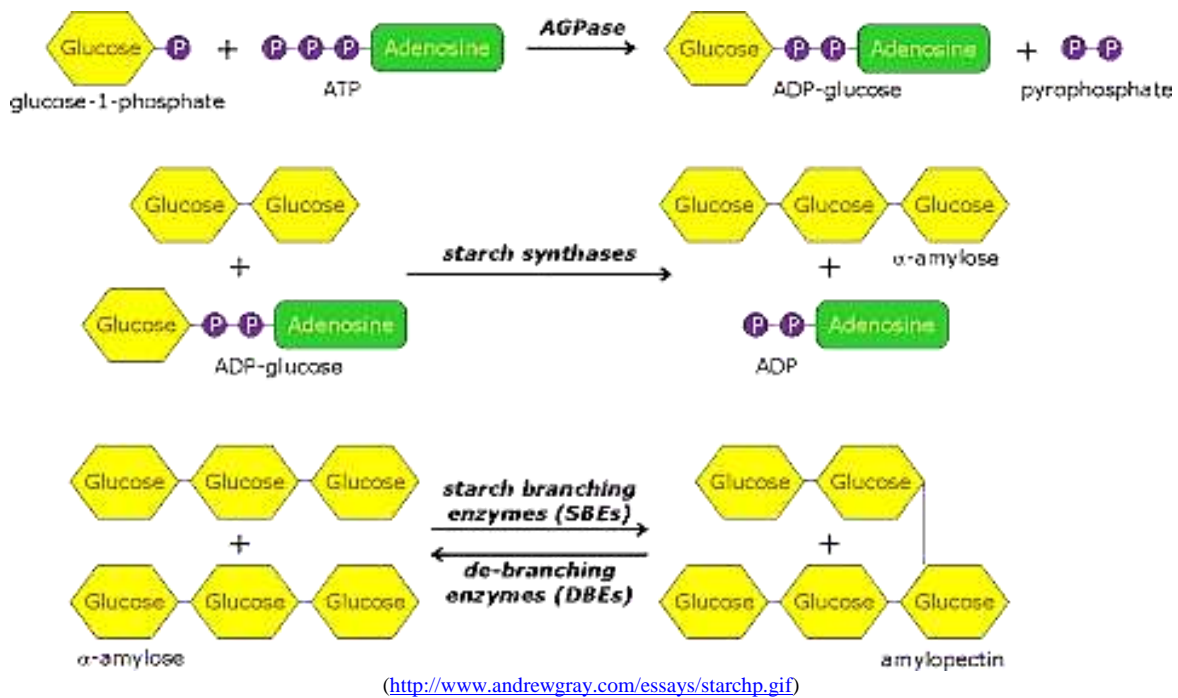 AGPase
Glucose P + P P P Adenosine Glucose P P Adenosine + P P
glucose-1-phosphate ATP ADP-glucose pyrophosphate
Glucose Glucose Glucose Glucose Glucose
+ starch synthases + α-amylose
Glucose P P Adenosine P P Adenosine
ADP-glucose ADP
Glucose Glucose Glucose Glucose Glucose
starch branching
enzymes (SBEs)
+ +
de-branching
enzymes (DBEs)
Glucose Glucose Glucose Glucose Glucose Glucose
α-amylose amylopectin
(http://www.andrewgray.com/essays/starchp.gif)